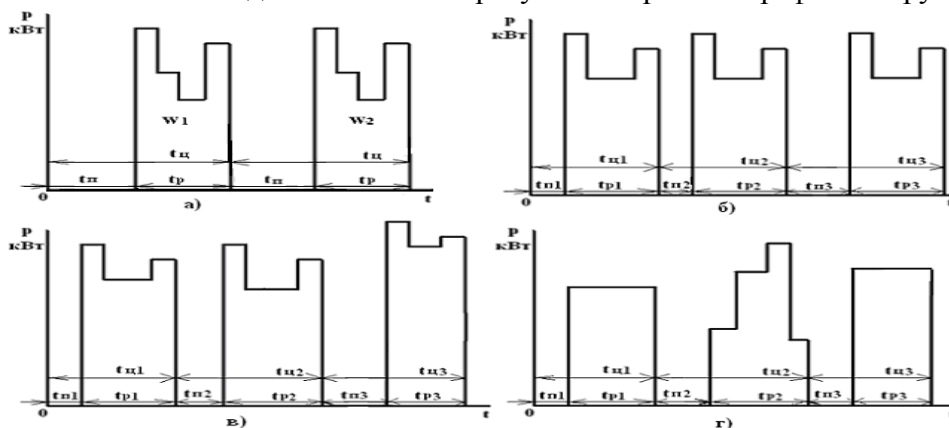 P
кВт
W1
W2
tц
tц
tп
tр
tп
tр
0
t
а)
P
кВт
tц1
tц2
tц3
tп1
tр1
tп2
tр2
tп3
tр3
0
б)
P
кВт
tц1
tц2
tц3
tп1
tр1
tп2
tр2
tп3
tр3
0
t
в)
P
кВт
tц1
tц2
tц3
tп1
tр1
tп2
tр2
tп3
tр3
0
г)